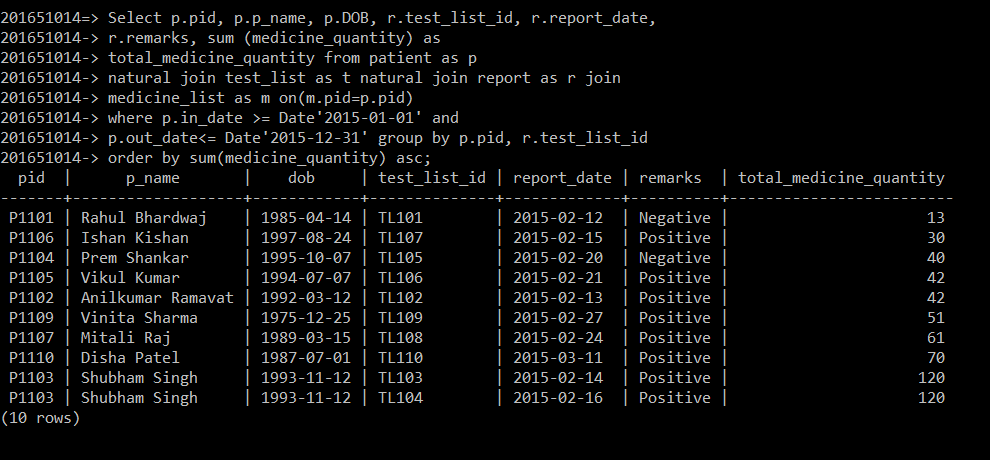 201651014=> Select p.pid, p.p_name, p.DOB, r.test_list_id, r.report_date,
201651014-> r.remarks, sum (medicine_quantity) as
201651014-> total_medicine_quantity from patient as p
201651014-> natural join test_list as t natural join report as r join
201651014-> medicine_list as m on(m.pid=p.pid)
201651014-> where p.in_date >= Date'2015-01-01' and
201651014-> p.out_date<= Date'2015-12-31' group by p.pid, r.test_list_id
201651014-> order by sum(medicine_quantity) asc;
  pid  |      p_name       |    dob     | test_list_id | report_date | remarks  | total_medicine_quantity
-------+-------------------+------------+--------------+-------------+----------+-------------------------
 P1101 | Rahul Bhardwaj    | 1985-04-14 | TL101        | 2015-02-12  | Negative |                      13
 P1106 | Ishan Kishan      | 1997-08-24 | TL107        | 2015-02-15  | Positive |                      30
 P1104 | Prem Shankar      | 1995-10-07 | TL105        | 2015-02-20  | Negative |                      40
 P1105 | Vikul Kumar       | 1994-07-07 | TL106        | 2015-02-21  | Positive |                      42
 P1102 | Anilkumar Ramavat | 1992-03-12 | TL102        | 2015-02-13  | Positive |                      42
 P1109 | Vinita Sharma     | 1975-12-25 | TL109        | 2015-02-27  | Positive |                      51
 P1107 | Mitali Raj        | 1989-03-15 | TL108        | 2015-02-24  | Positive |                      61
 P1110 | Disha Patel       | 1987-07-01 | TL110        | 2015-03-11  | Positive |                      70
 P1103 | Shubham Singh     | 1993-11-12 | TL103        | 2015-02-14  | Positive |                     120
 P1103 | Shubham Singh     | 1993-11-12 | TL104        | 2015-02-16  | Positive |                     120
(10 rows)